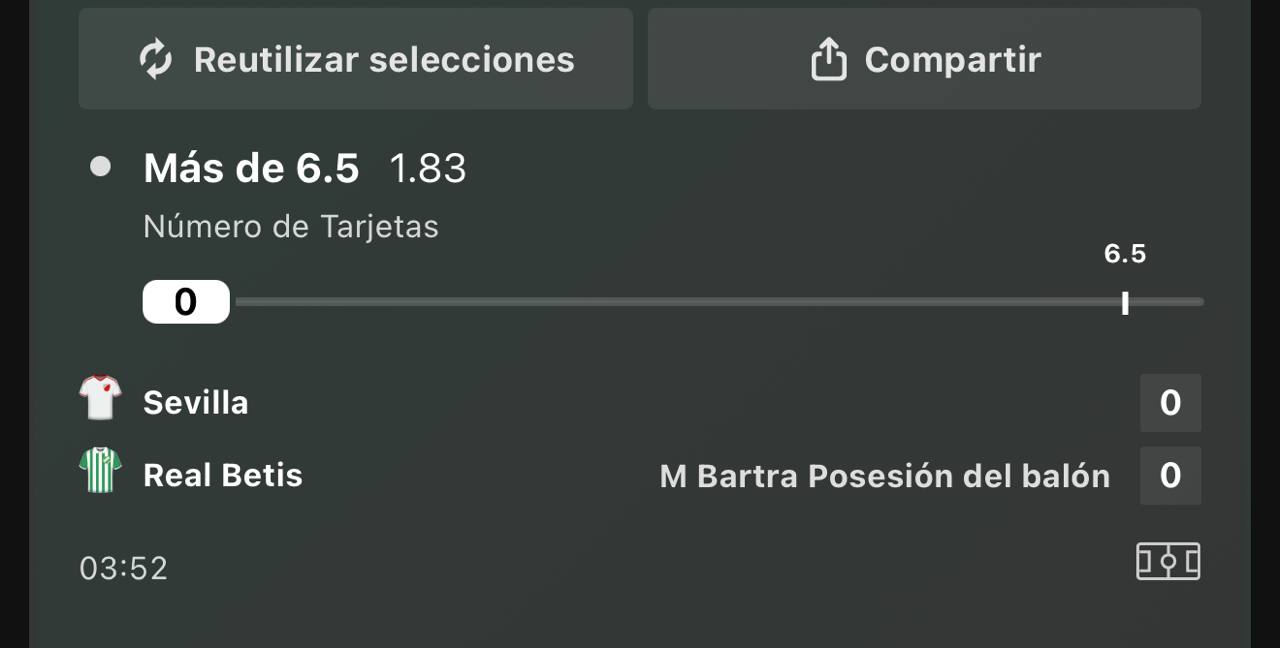 Reutilizar selecciones
Compartir
Más de 6.5 1.83
Número de Tarjetas
6.5
0
Sevilla 0
Real Betis M Bartra Posesión del balón 0
03:52